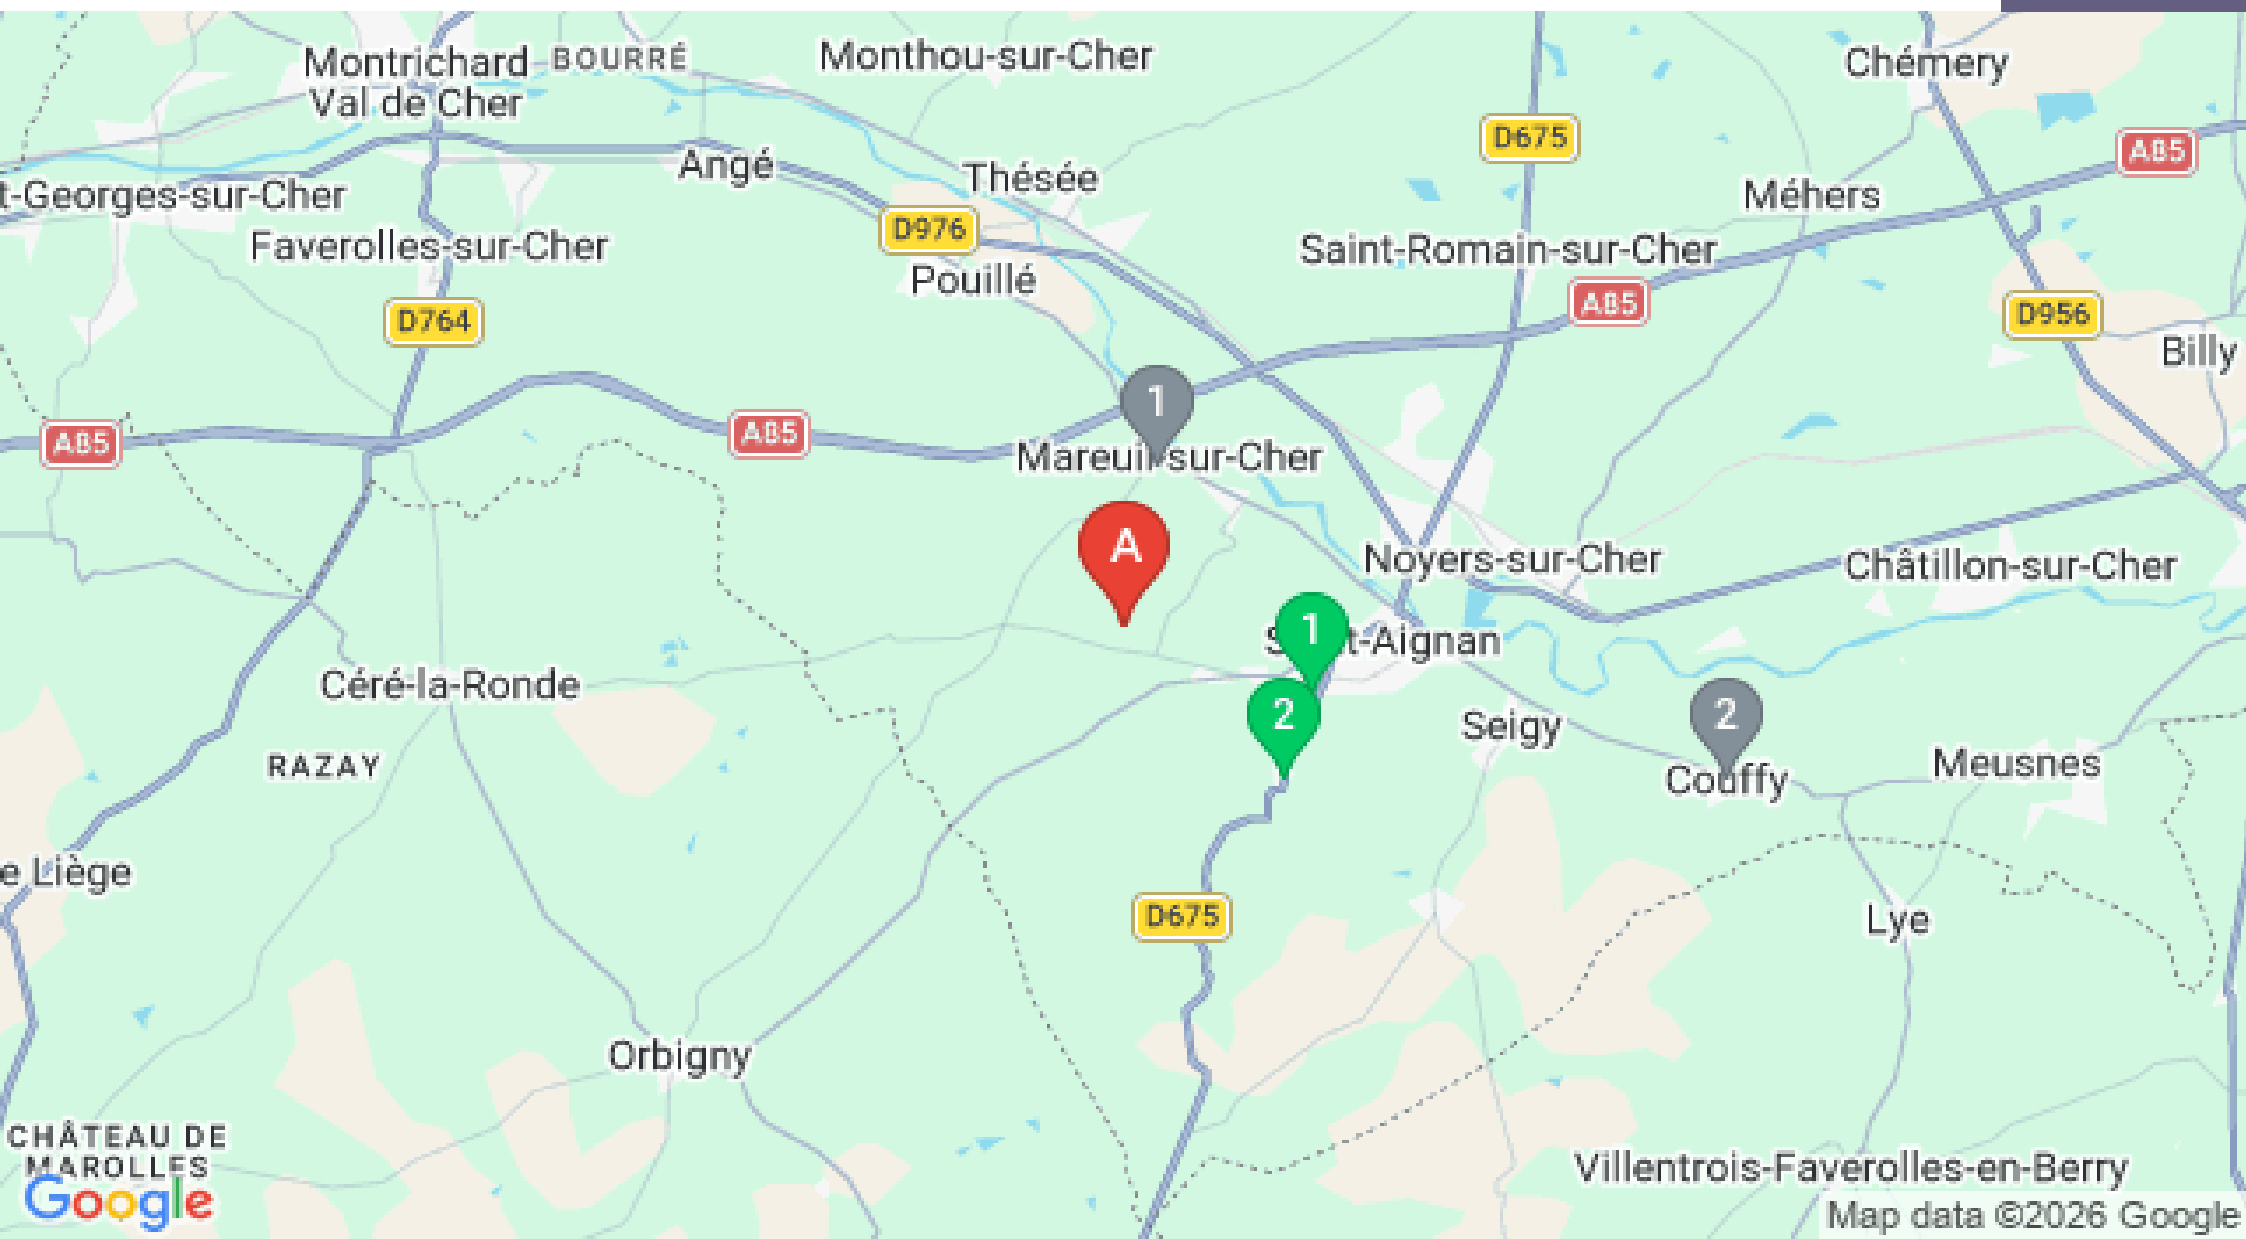 Montrichard
Val de Cher
BOURRÉ
Monthou-sur-Cher
Chémery
D675
A85
Angé
Thésée
t-Georges-sur-Cher
Méhers
D976
Faverolles-sur-Cher
Saint-Romain-sur-Cher
Pouillé
A85
D764
D956
Billy
1
A85
A85
Mareuil-sur-Cher
A
Noyers-sur-Cher
Châtillon-sur-Cher
1
t-Aignan
Céré-la-Ronde
2
2
Seigy
RAZAY
Couffy
Meusnes
e Liège
D675
Lye
Orbigny
CHÂTEAU DE
MAROLLES
Villentrois-Faverolles-en-Berry
Google
Map data ©2026 Google